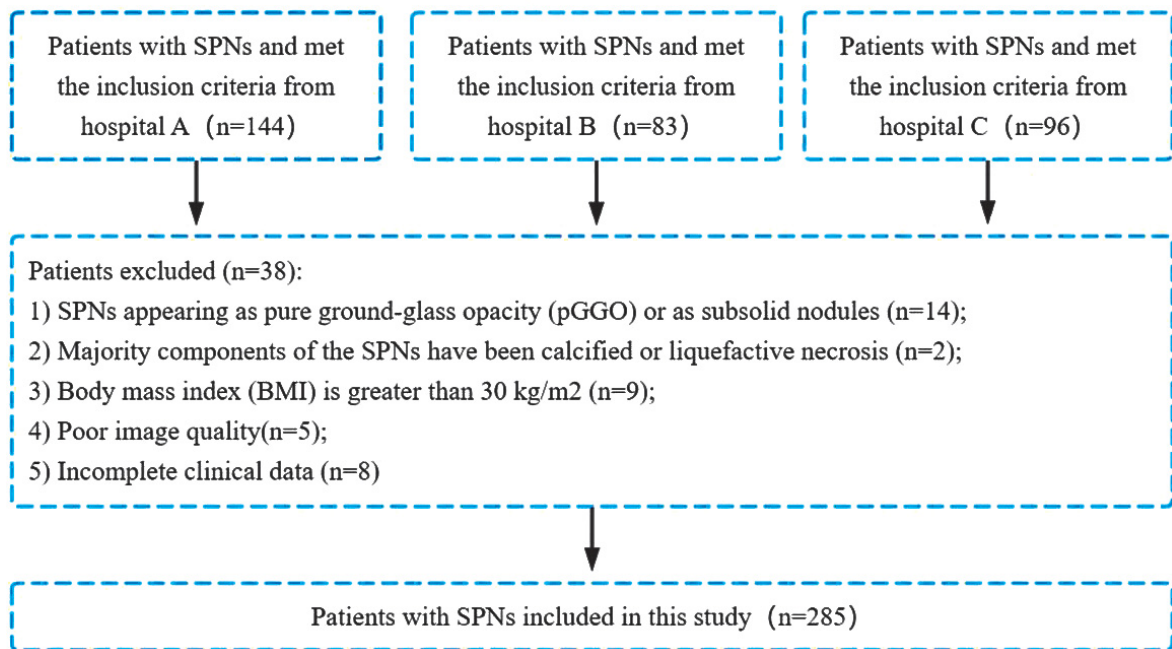 Patients with SPNs and met
the inclusion criteria from
hospital A (n=144)
Patients with SPNs and met
the inclusion criteria from
hospital B (n=83)
Patients with SPNs and met
the inclusion criteria from
hospital C (n=96)
Patients excluded (n=38):
1) SPNs appearing as pure ground-glass opacity (pGGO) or as subsolid nodules (n=14);
2) Majority components of the SPNs have been calcified or liquefactive necrosis (n=2);
3) Body mass index (BMI) is greater than 30 kg/m2 (n=9);
4) Poor image quality(n=5);
5) Incomplete clinical data (n=8)
Patients with SPNs included in this study (n=285)